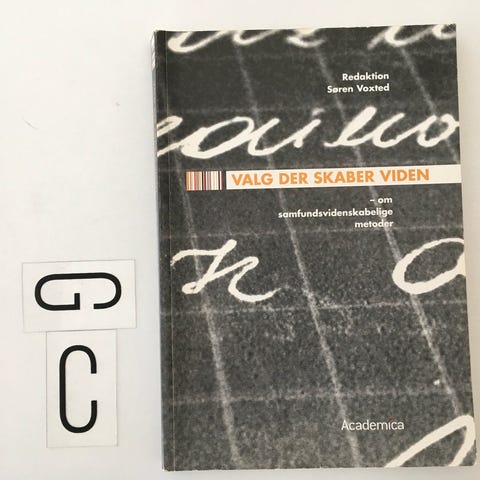 Redaktion
Søren Voxted
VALG DER SKABER VIDEN
– om
samfundsvidenskabelige
metoder
Academica
G
C